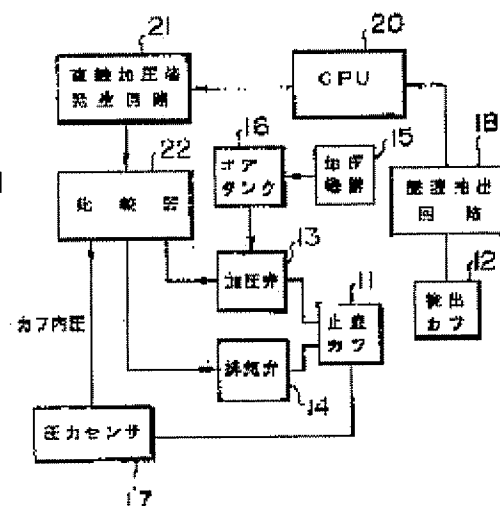 21
20
直線加圧値
発生回路
CPU
16
15
18
22
エア
タンク
加圧
機構
脈波抽出
回路
比較器
13
11
12
加圧弁
止血
カフ
検出
カフ
カフ内圧
排気弁
14
圧力センサ
17